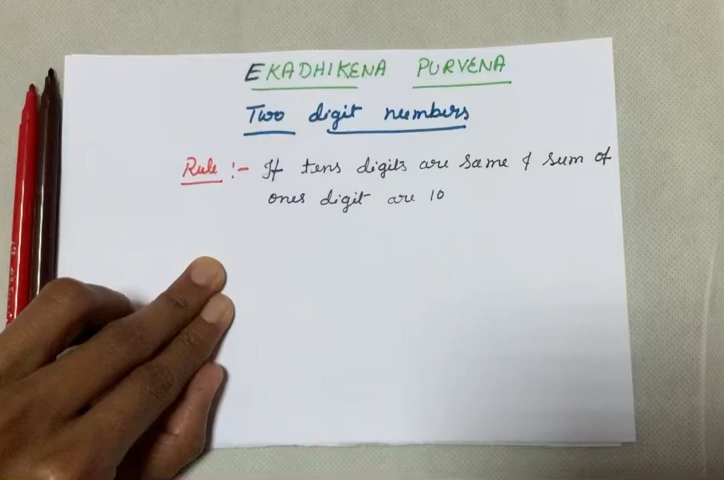 EKADHIKENA PURVENA
Two digit numbers
Rule :- If tens digits are same & sum of
ones digit are 10